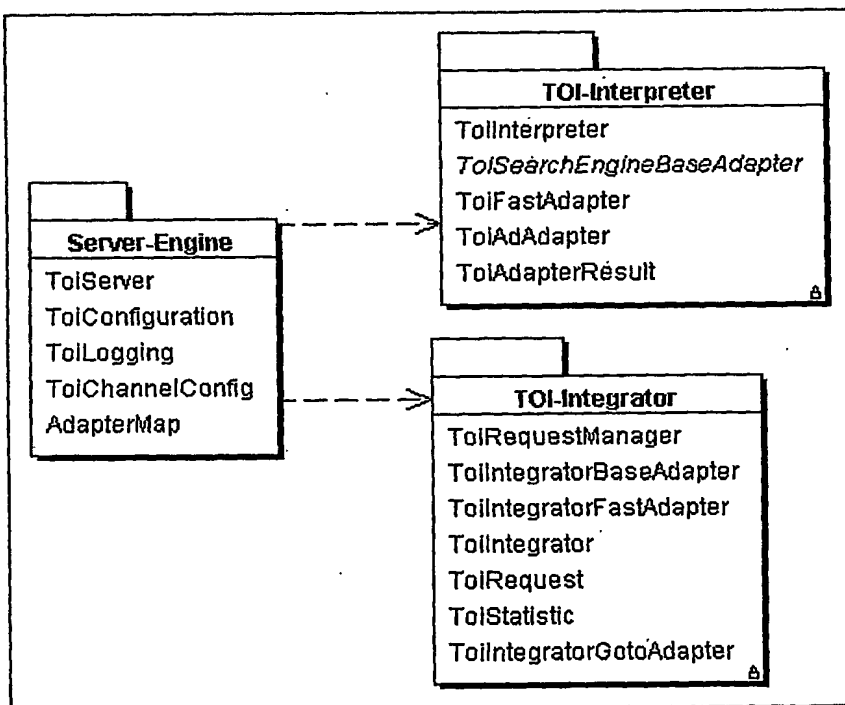 TOI-Interpreter
ToiInterpreter
ToiSearchEngineBaseAdapter
ToiFastAdapter
ToiAdAdapter
ToiAdapterResult
Server-Engine
ToiServer
ToiConfiguration
ToiLogging
ToiChannelConfig
AdapterMap
TOI-Integrator
ToiRequestManager
ToiIntegratorBaseAdapter
ToiIntegratorFastAdapter
ToiIntegrator
ToiRequest
ToiStatistic
ToiIntegratorGotoAdapter